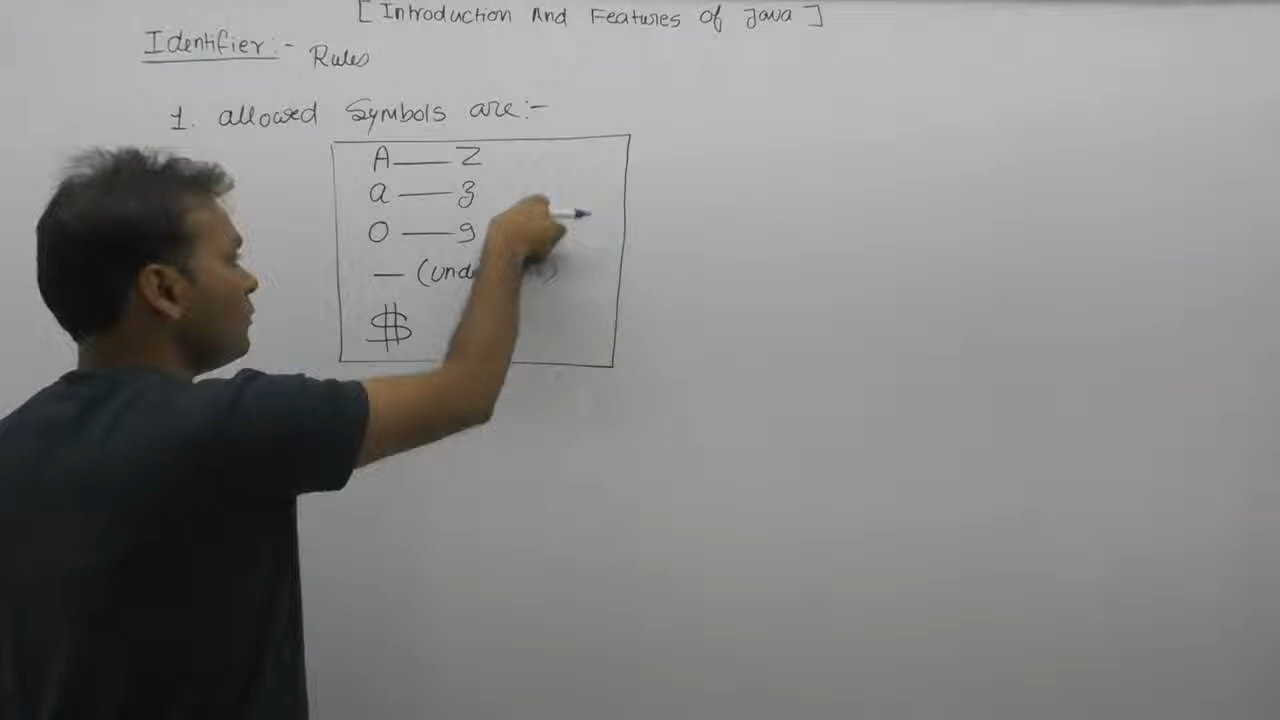 [ Introduction And Features of Java ]
Identifier:- Rules
1. allowed Symbols are:-
A — Z
a — z
0 — 9
— (und
$